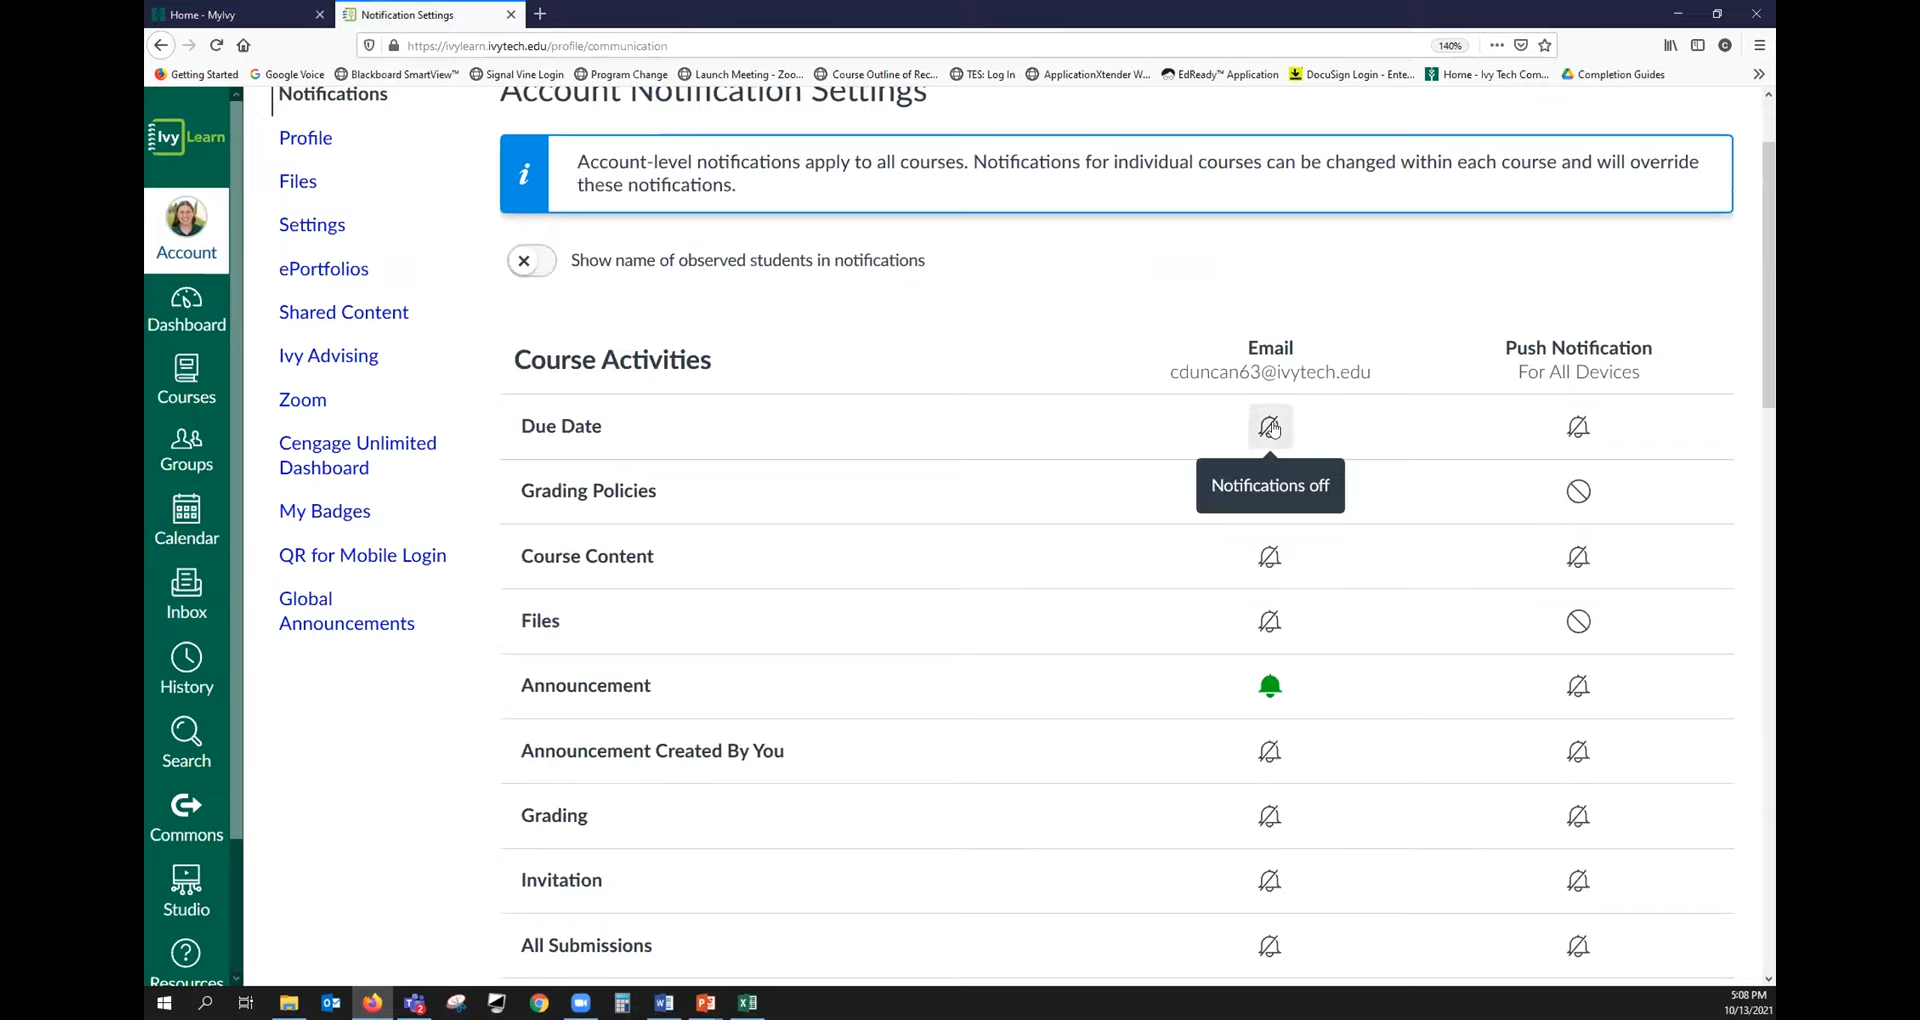 Home - MyIvy
Notification Settings
https://ivylearn.ivytech.edu/profile/communication
140%
Getting Started
Google Voice
Blackboard SmartView™
Signal Vine Login
Program Change
Launch Meeting - Zoo...
Course Outline of Rec...
TES: Log In
ApplicationXtender W...
EdReady™ Application
DocuSign Login - Ente...
Home - Ivy Tech Com...
Completion Guides
Ivy Learn
Account
Dashboard
Courses
Groups
Calendar
Inbox
History
Search
Commons
Studio
Resources
Notifications
Profile
Files
Settings
ePortfolios
Shared Content
Ivy Advising
Zoom
Cengage Unlimited
Dashboard
My Badges
QR for Mobile Login
Global
Announcements
Account Notification Settings
i
Account-level notifications apply to all courses. Notifications for individual courses can be changed within each course and will override
these notifications.
Show name of observed students in notifications
Course Activities
Email
cduncan63@ivytech.edu
Push Notification
For All Devices
Due Date
Notifications off
Grading Policies
Course Content
Files
Announcement
Announcement Created By You
Grading
Invitation
All Submissions
5:08 PM
10/13/2021